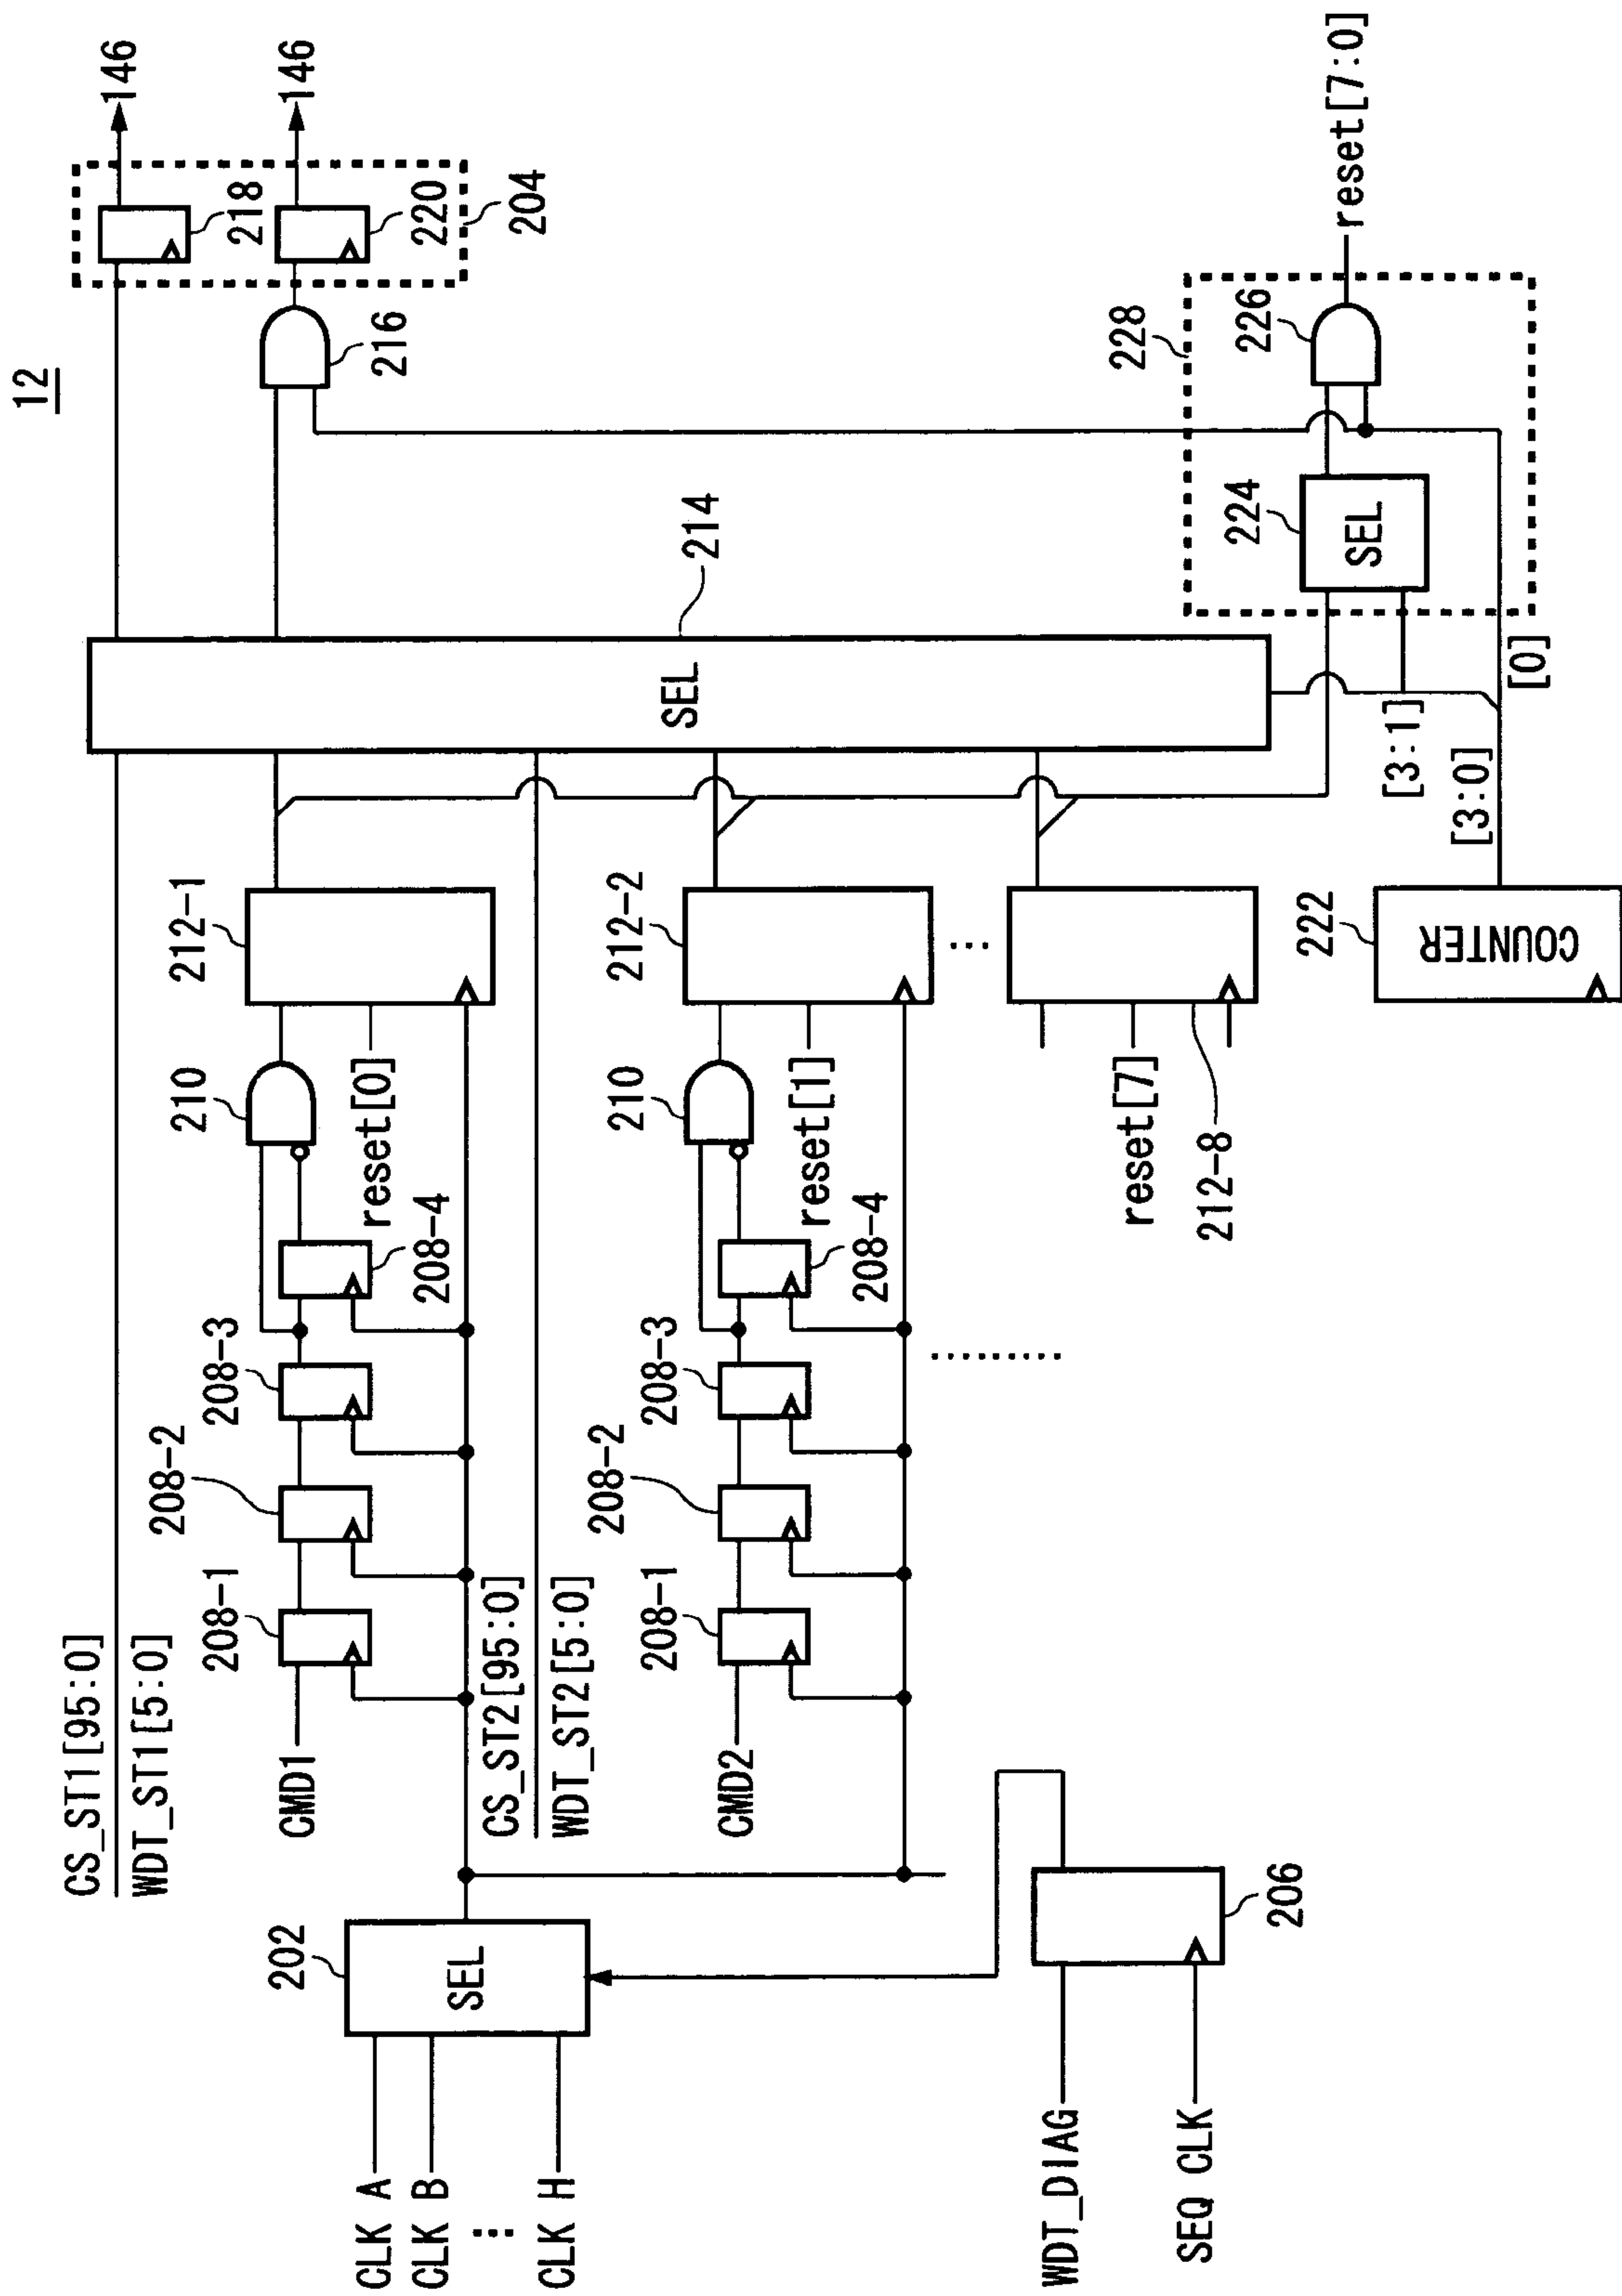 12
CS_ST1[95:0]
WDT_ST1[5:0]
146
146
218
220
204
216
CMD1
208-1
208-2
208-3
208-4
210
reset[0]
212-1
202
SEL
CLK A
CLK B
⋮
CLK H
CS_ST2[95:0]
WDT_ST2[5:0]
CMD2
208-1
208-2
208-3
208-4
210
reset[1]
212-2
SEL
214
reset[7]
212-8
WDT_DIAG
SEQ CLK
206
222
COUNTER
[3:0]
[3:1]
[0]
224
SEL
226
228
reset[7:0]